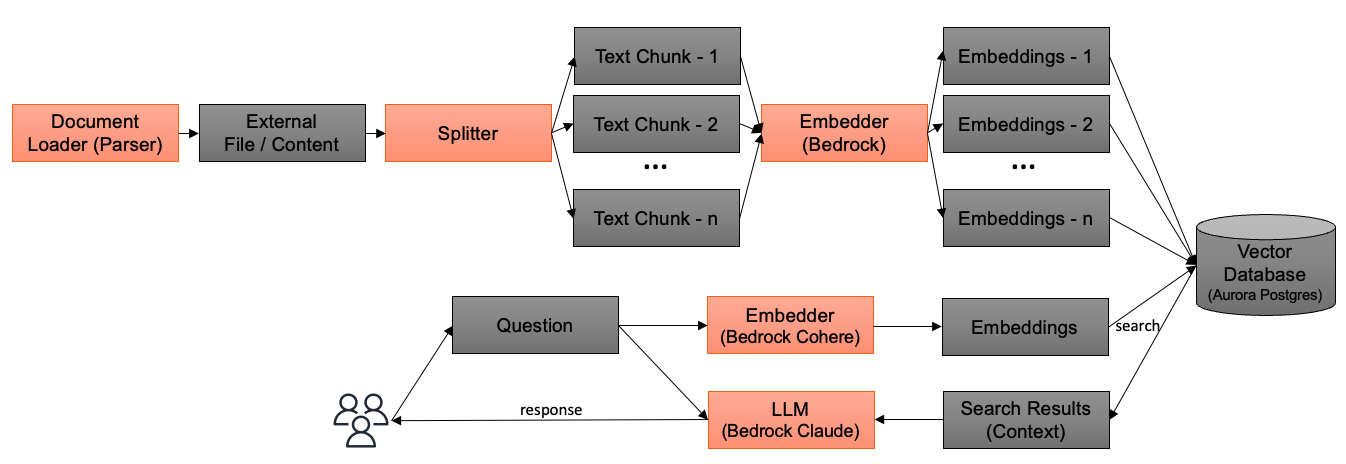 Text Chunk - 1
Embeddings - 1
Document
Loader (Parser)
External
File / Content
Splitter
Text Chunk - 2
Embedder
(Bedrock)
Embeddings - 2
...
...
Text Chunk - n
Embeddings - n
Vector
Database
(Aurora Postgres)
Question
Embedder
(Bedrock Cohere)
Embeddings
search
response
LLM
(Bedrock Claude)
Search Results
(Context)